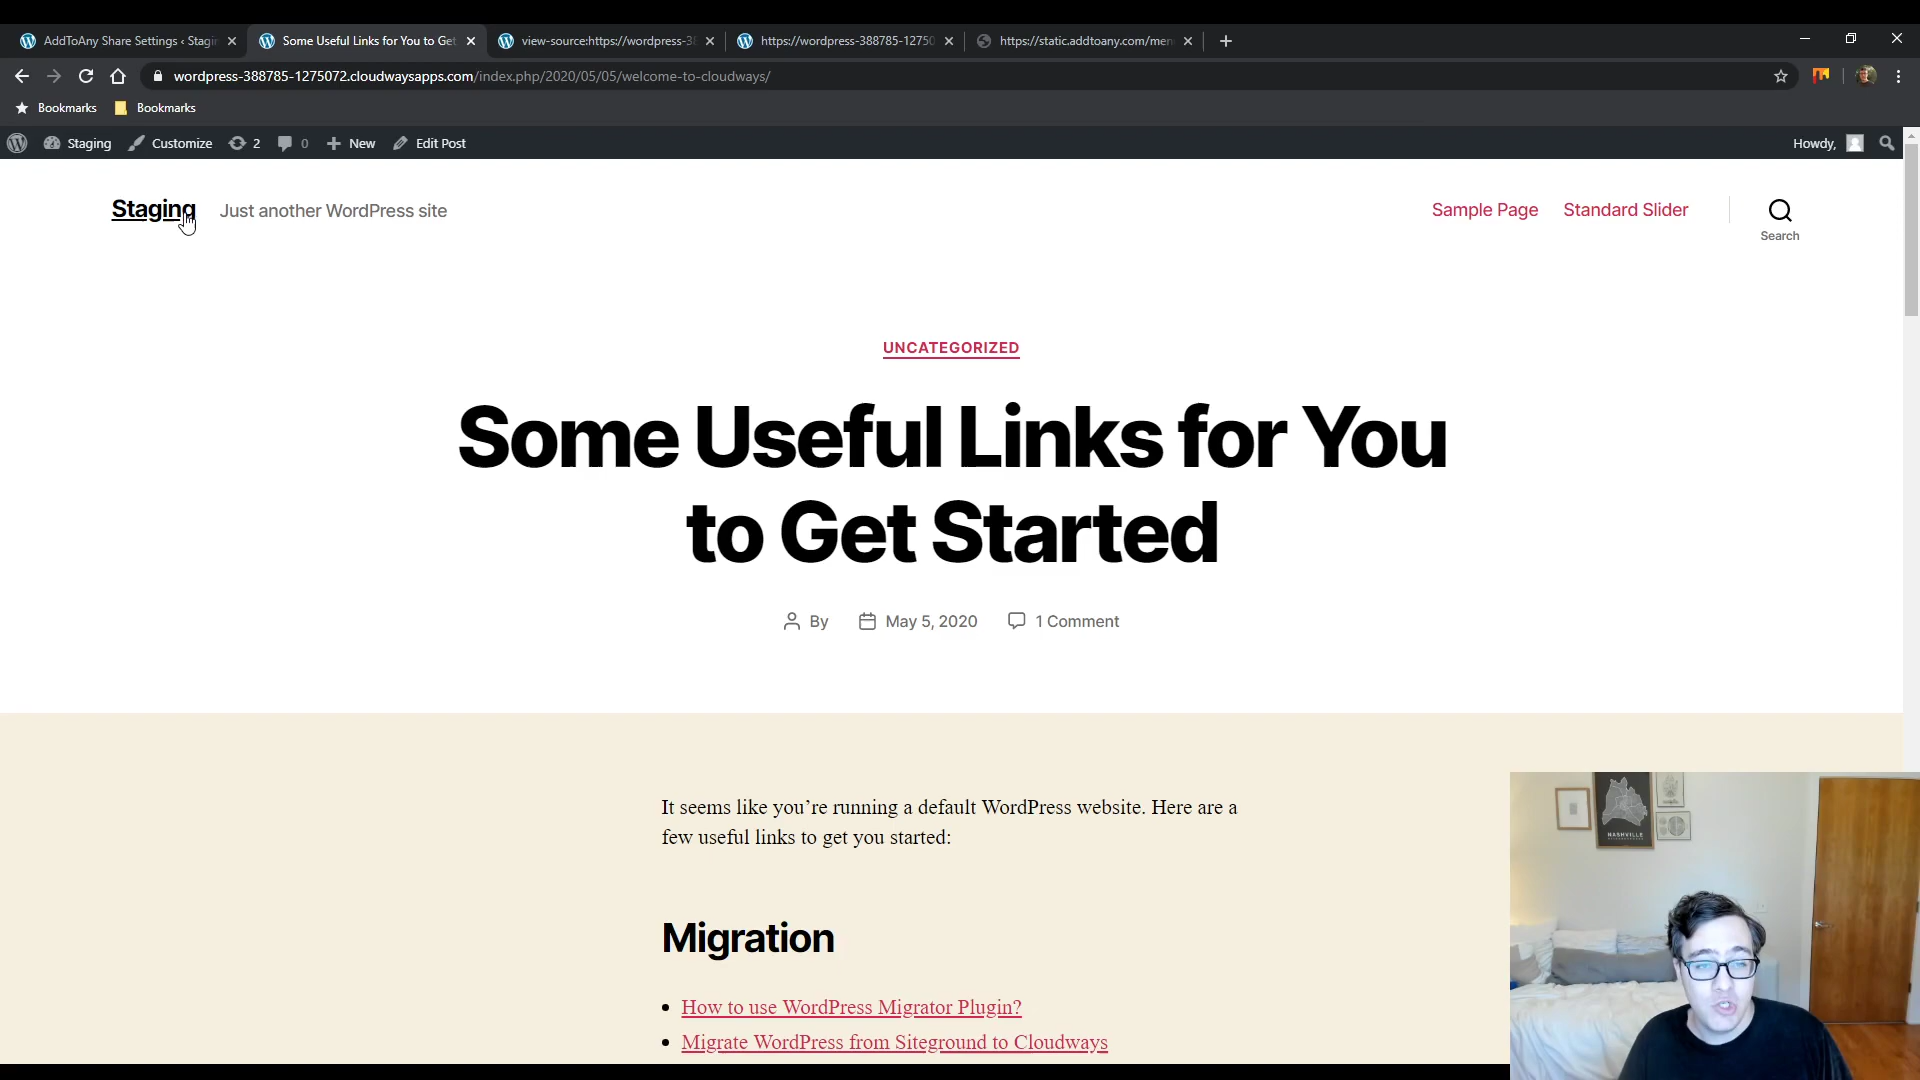 AddToAny Share Settings ‹ Stagin
Some Useful Links for You to Get
view-source:https://wordpress-38
https://wordpress-388785-12750
https://static.addtoany.com/men
wordpress-388785-1275072.cloudwaysapps.com/index.php/2020/05/05/welcome-to-cloudways/
Bookmarks
Bookmarks
Staging
Customize
2
0
New
Edit Post
Howdy,
Staging
Just another WordPress site
Sample Page
Standard Slider
Search
UNCATEGORIZED
Some Useful Links for You
to Get Started
By
May 5, 2020
1 Comment
It seems like you’re running a default WordPress website. Here are a
few useful links to get you started:
Migration
How to use WordPress Migrator Plugin?
Migrate WordPress from Siteground to Cloudways
NASHVILLE